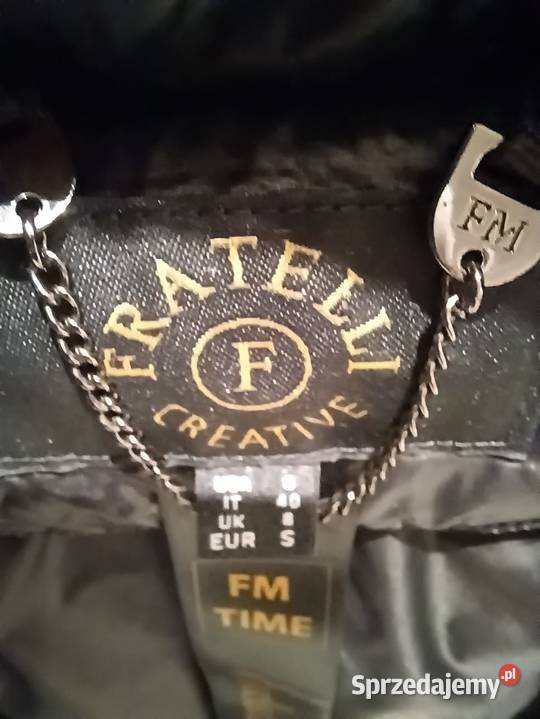 FM
FRATELLI
F
CREATIVE
IT 40
UK 8
EUR S
FM
TIME
Sprzedajemy.pl